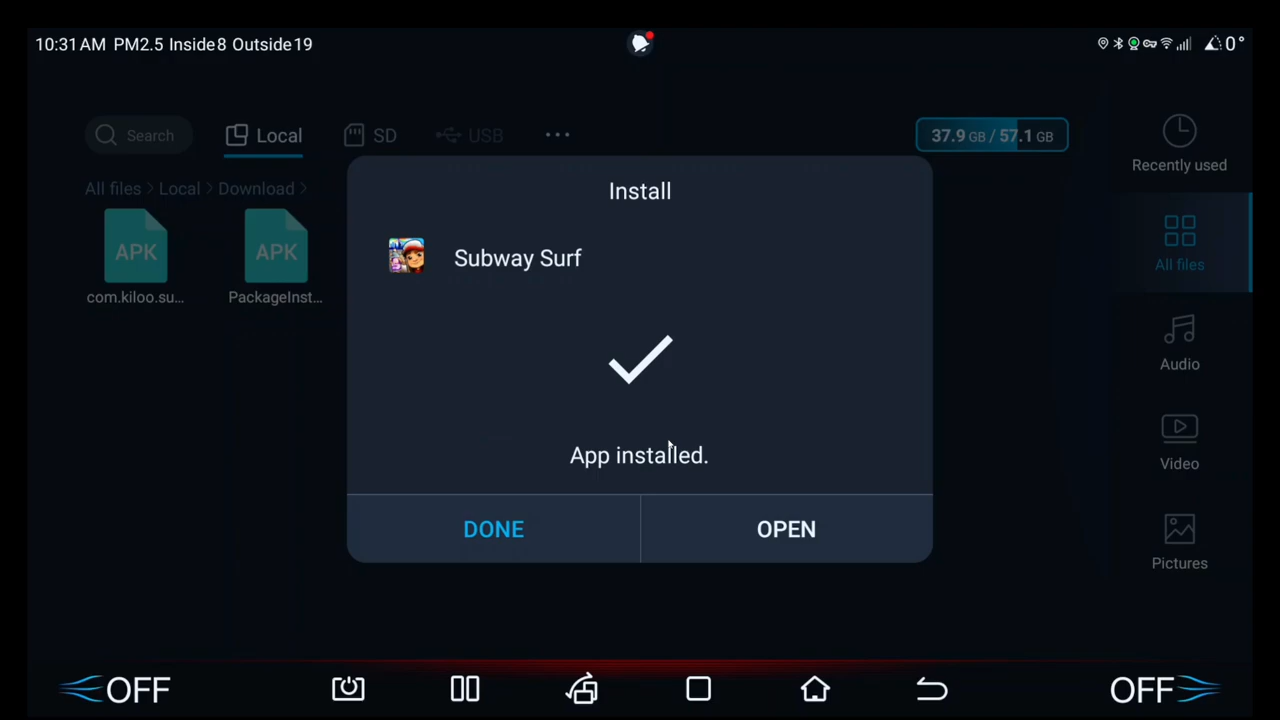 10:31 AM PM2.5 Inside8 Outside19
0°
Search
Local
SD
USB
37.9 GB / 57.1 GB
Recently used
All files > Local > Download >
APK
APK
com.kiloo.su...
PackageInst...
Install
Subway Surf
App installed.
DONE
OPEN
All files
Audio
Video
Pictures
OFF
OFF